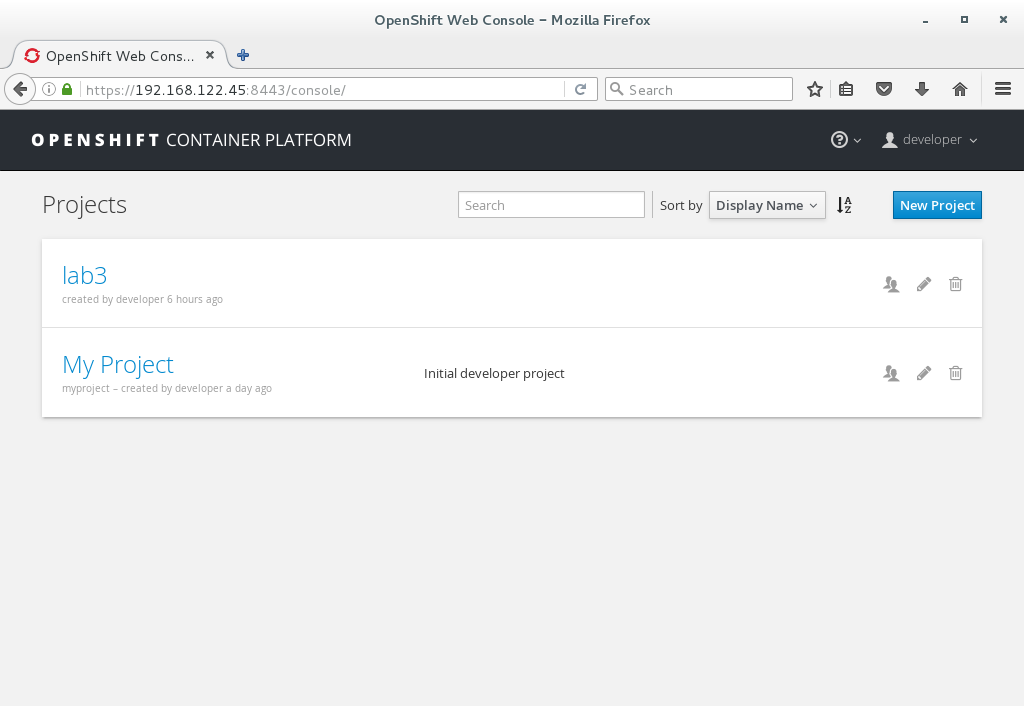 OpenShift Web Console – Mozilla Firefox
OpenShift Web Cons...
https://192.168.122.45:8443/console/
Search
OPENSHIFT CONTAINER PLATFORM
developer
Projects
Search
Sort by
Display Name
New Project
lab3
created by developer 6 hours ago
My Project
myproject – created by developer a day ago
Initial developer project